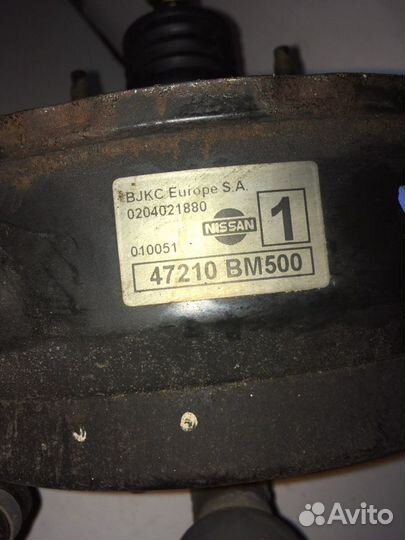 BJKC Europe S.A.
0204021880
NISSAN
1
010051
47210 BM500
Avito